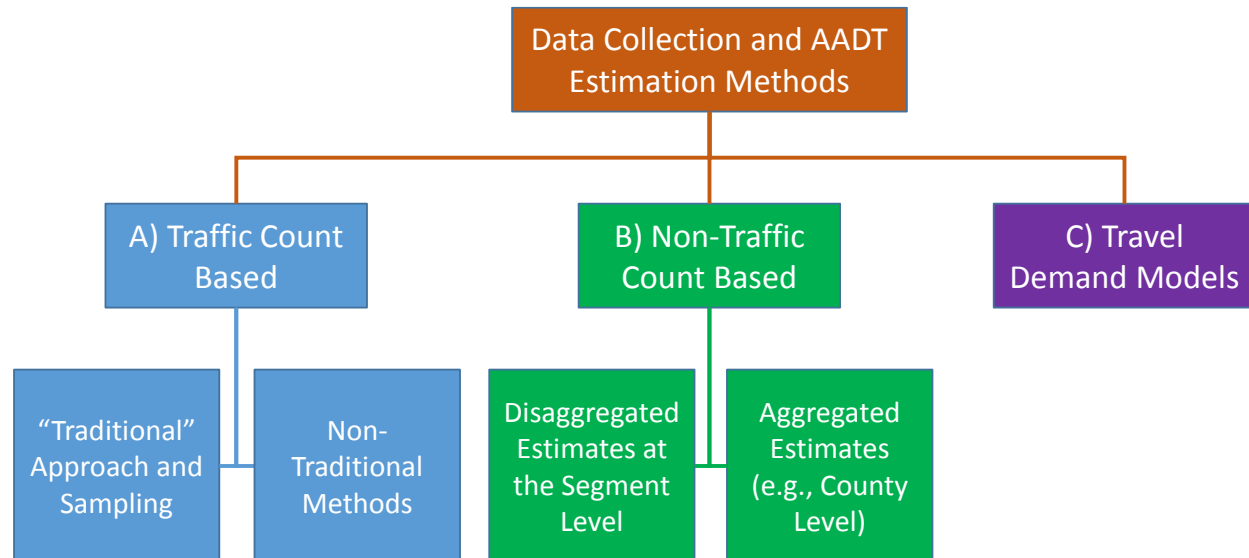 Data Collection and AADT
Estimation Methods
A) Traffic Count
Based
B) Non-Traffic
Count Based
C) Travel
Demand Models
“Traditional”
Approach and
Sampling
Non-
Traditional
Methods
Disaggregated
Estimates at
the Segment
Level
Aggregated
Estimates
(e.g., County
Level)